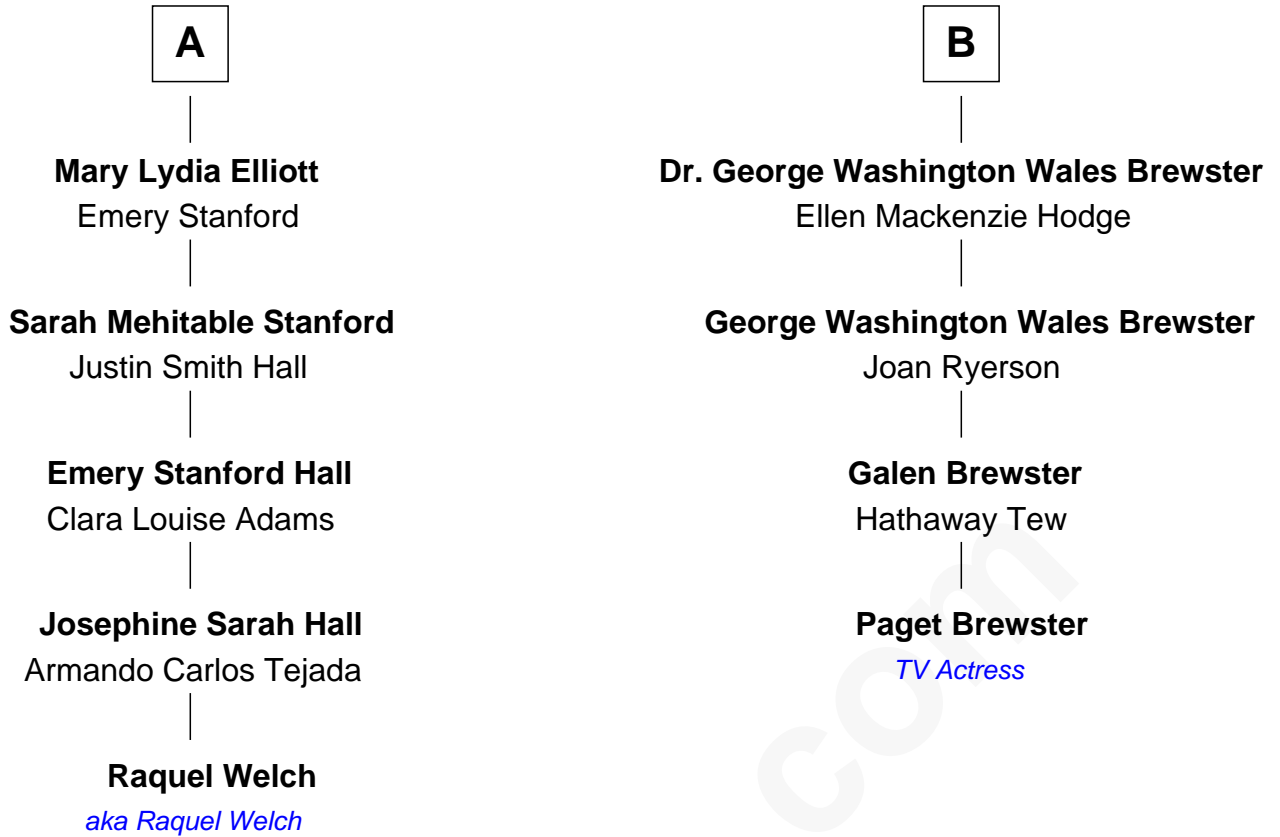 A
Mary Lydia Elliott
Emery Stanford
Sarah Mehitable Stanford
Justin Smith Hall
Emery Stanford Hall
Clara Louise Adams
Josephine Sarah Hall
Armando Carlos Tejada
Raquel Welch
aka Raquel Welch
B
Dr. George Washington Wales Brewster
Ellen Mackenzie Hodge
George Washington Wales Brewster
Joan Ryerson
Galen Brewster
Hathaway Tew
Paget Brewster
TV Actress
com